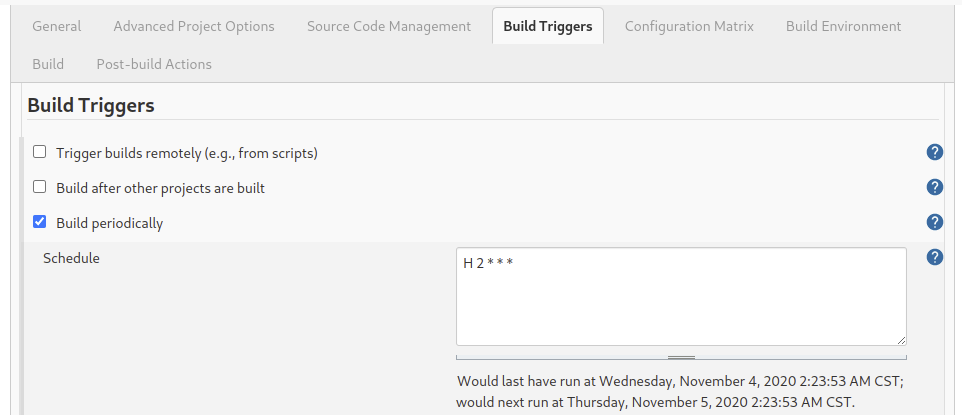 General Advanced Project Options Source Code Management Build Triggers Configuration Matrix Build Environment
Build Post-build Actions
Build Triggers
Trigger builds remotely (e.g., from scripts) ?
Build after other projects are built ?
Build periodically ?
Schedule H 2 * * * ?
Would last have run at Wednesday, November 4, 2020 2:23:53 AM CST;
would next run at Thursday, November 5, 2020 2:23:53 AM CST.